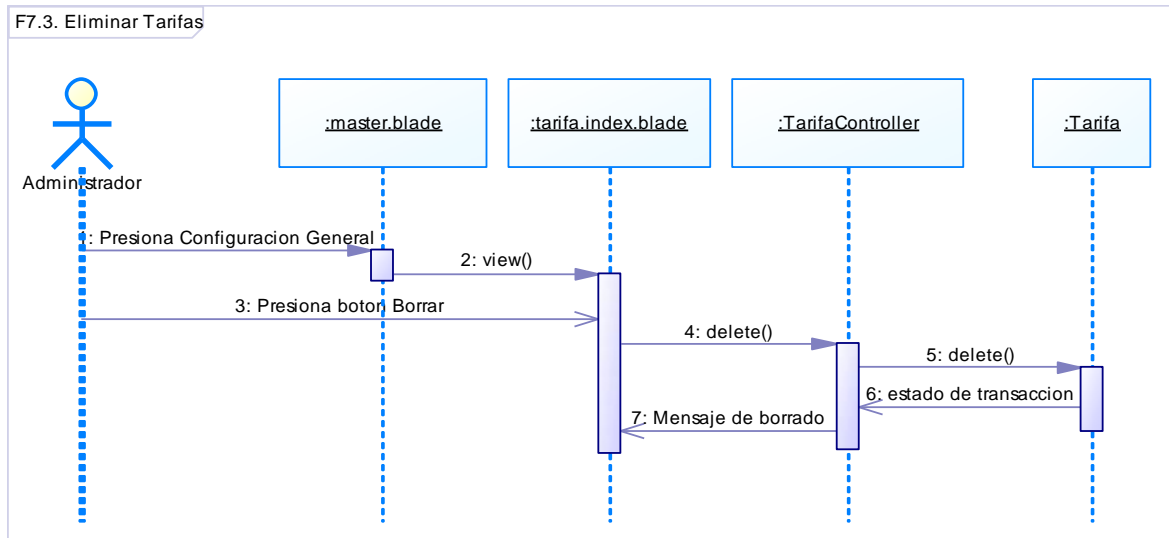 F7.3. Eliminar Tarifas
:master.blade
:tarifa.index.blade
:TarifaController
:Tarifa
Administrador
1: Presiona Configuracion General
2: view()
3: Presiona boton Borrar
4: delete()
5: delete()
6: estado de transaccion
7: Mensaje de borrado